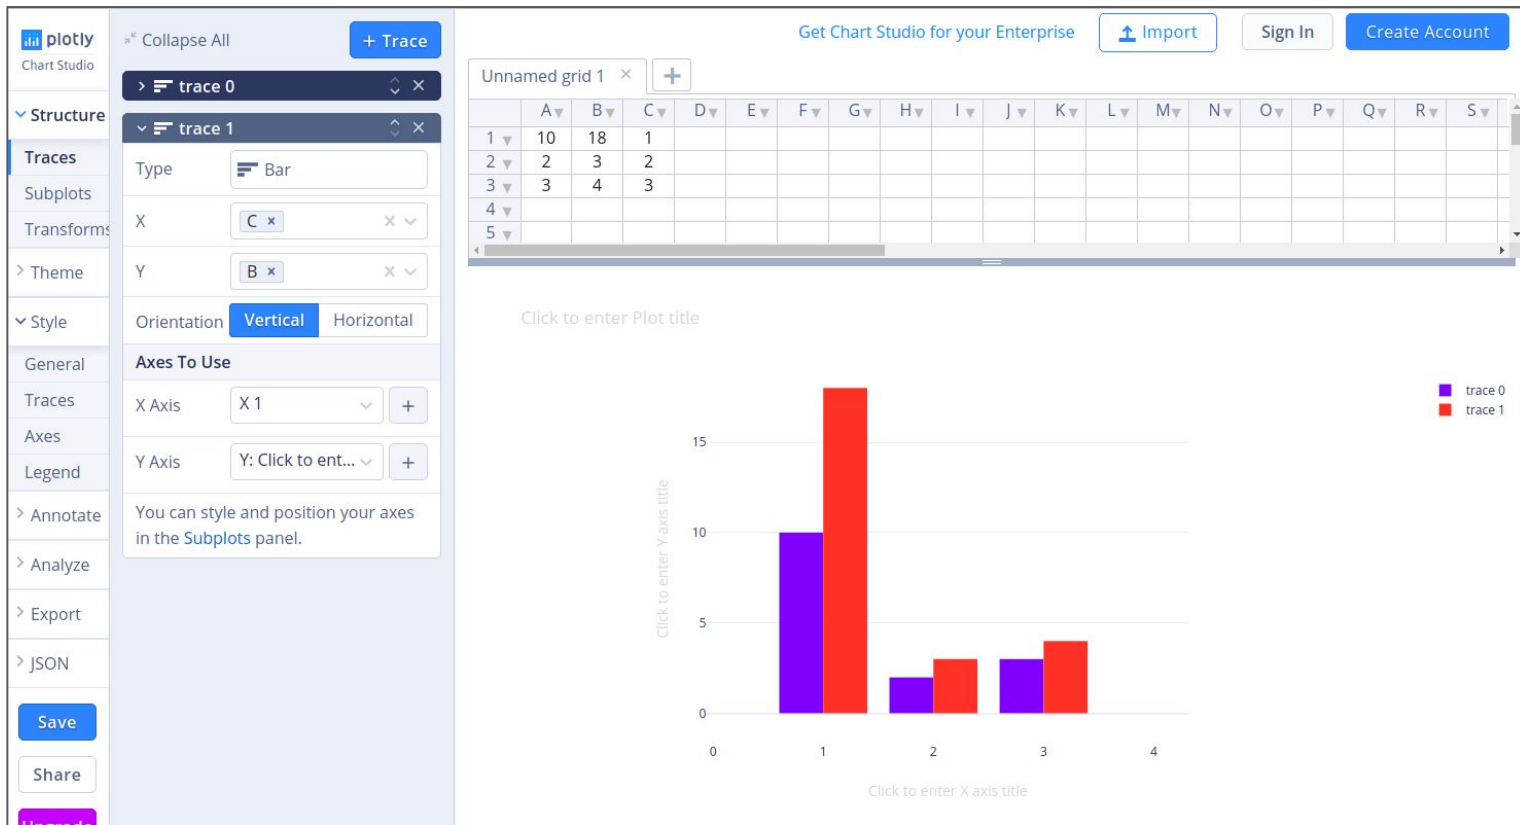 plotly
Chart Studio
Structure
Traces
Subplots
Transforms
Theme
Style
General
Traces
Axes
Legend
Annotate
Analyze
Export
JSON
Save
Share
Upgrade
Collapse All
+ Trace
trace 0
trace 1
Type Bar
X C ×
Y B ×
Orientation Vertical Horizontal
Axes To Use
X Axis X 1 +
Y Axis Y: Click to ent... +
You can style and position your axes
in the Subplots panel.
Get Chart Studio for your Enterprise Import Sign In Create Account
Unnamed grid 1 × +
A B C D E F G H I J K L M N O P Q R S
1 10 18 1
2 2 3 2
3 3 4 3
4
5
Click to enter Plot title
trace 0
trace 1
Click to enter Y axis title
15
10
5
0
0 1 2 3 4
Click to enter X axis title